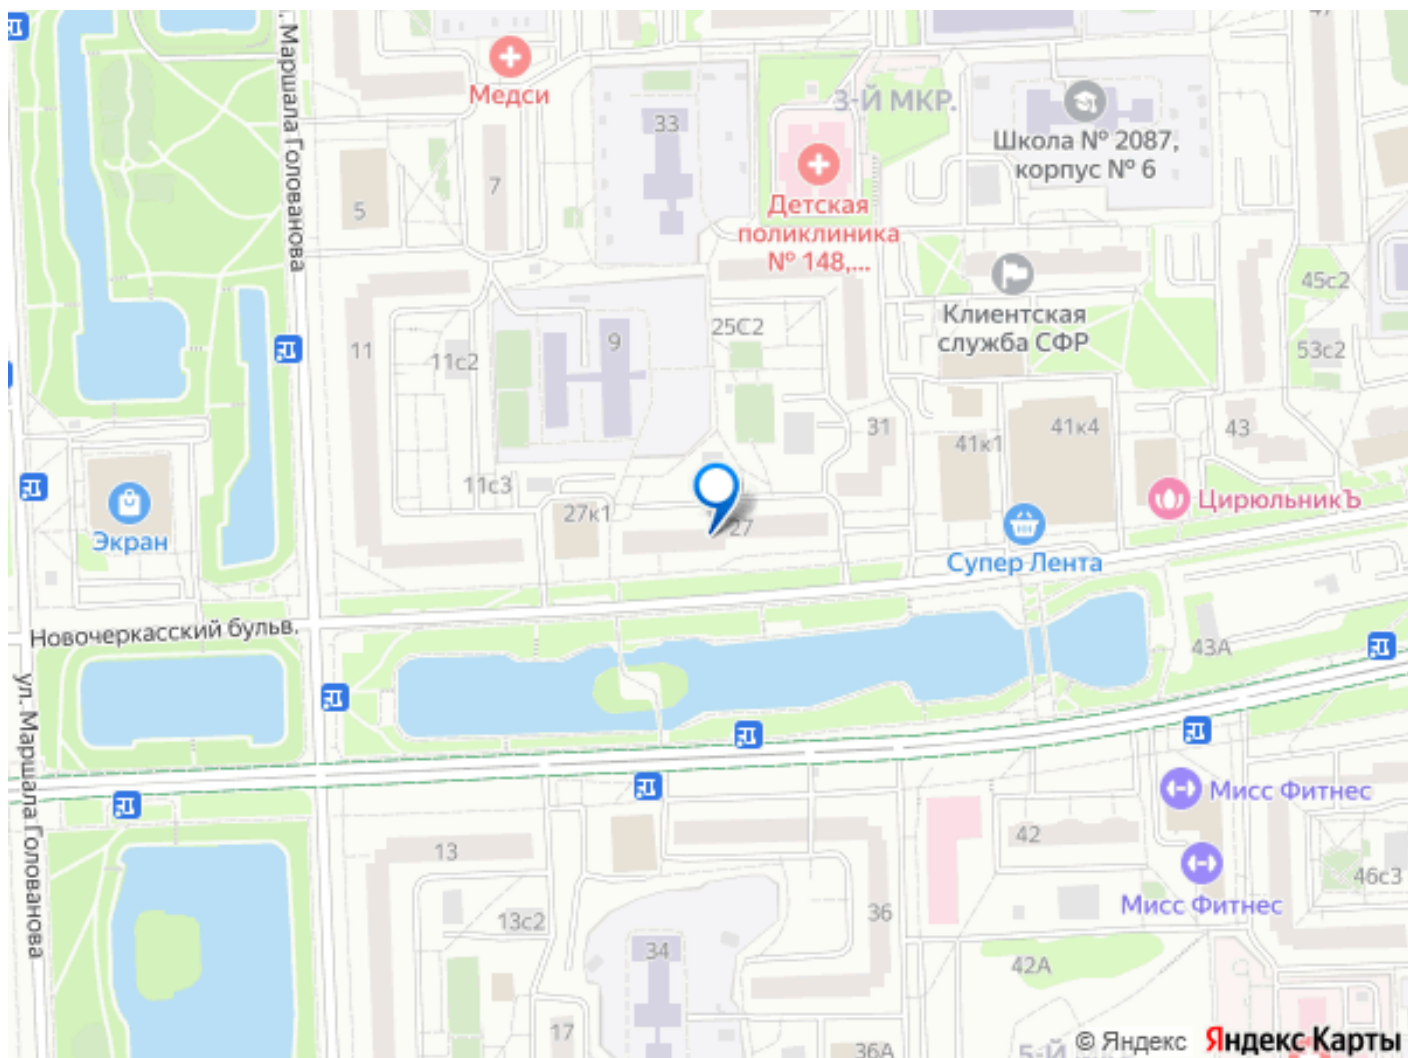 ул. Маршала Голованова
Медси
33
3-Й МКР.
Школа № 2087,
корпус № 6
7
5
Детская
поликлиника
№ 148,...
45с2
Клиентская
служба СФР
25С2
53с2
11
11с2
9
31
41к1
41к4
43
11с3
27к1
27
ЦирюльникЪ
Экран
Супер Лента
Новочеркасский бульв.
43А
ул. Маршала Голованова
Мисс Фитнес
42
13
46с3
Мисс Фитнес
13с2
36
34
42А
17
36А
© Яндекс
Яндекс Карты